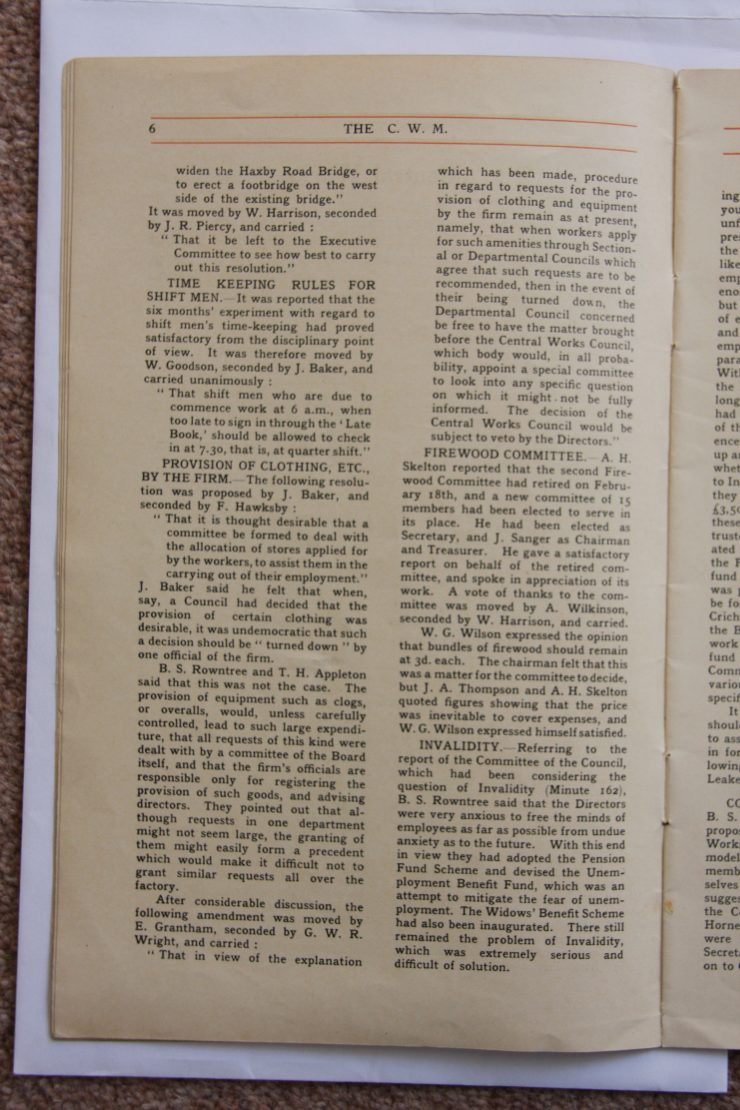 6
THE C. W. M.
widen the Haxby Road Bridge, or
to erect a footbridge on the west
side of the existing bridge."
It was moved by W. Harrison, seconded
by J. R. Piercy, and carried :
" That it be left to the Executive
Committee to see how best to carry
out this resolution."
TIME KEEPING RULES FOR
SHIFT MEN.—It was reported that the
six months' experiment with regard to
shift men's time-keeping had proved
satisfactory from the disciplinary point
of view. It was therefore moved by
W. Goodson, seconded by J. Baker, and
carried unanimously :
" That shift men who are due to
commence work at 6 a.m., when
too late to sign in through the ' Late
Book,' should be allowed to check
in at 7.30, that is, at quarter shift."
PROVISION OF CLOTHING, ETC.,
BY THE FIRM.—The following resolu-
tion was proposed by J. Baker, and
seconded by F. Hawksby :
" That it is thought desirable that a
committee be formed to deal with
the allocation of stores applied for
by the workers, to assist them in the
carrying out of their employment."
J. Baker said he felt that when,
say, a Council had decided that the
provision of certain clothing was
desirable, it was undemocratic that such
a decision should be " turned down " by
one official of the firm.
B. S. Rowntree and T. H. Appleton
said that this was not the case. The
provision of equipment such as clogs,
or overalls, would, unless carefully
controlled, lead to such large expendi-
ture, that all requests of this kind were
dealt with by a committee of the Board
itself, and that the firm's officials are
responsible only for registering the
provision of such goods, and advising
directors. They pointed out that al-
though requests in one department
might not seem large, the granting of
them might easily form a precedent
which would make it difficult not to
grant similar requests all over the
factory.
After considerable discussion, the
following amendment was moved by
E. Grantham, seconded by G. W. R.
Wright, and carried :
" That in view of the explanation
which has been made, procedure
in regard to requests for the pro-
vision of clothing and equipment
by the firm remain as at present,
namely, that when workers apply
for such amenities through Section-
al or Departmental Councils which
agree that such requests are to be
recommended, then in the event of
their being turned down, the
Departmental Council concerned
be free to have the matter brought
before the Central Works Council,
which body would, in all proba-
bility, appoint a special committee
to look into any specific question
on which it might not be fully
informed. The decision of the
Central Works Council would be
subject to veto by the Directors."
FIREWOOD COMMITTEE.—A. H.
Skelton reported that the second Fire-
wood Committee had retired on Febru-
ary 18th, and a new committee of 15
members had been elected to serve in
its place. He had been elected as
Secretary, and J. Sanger as Chairman
and Treasurer. He gave a satisfactory
report on behalf of the retired com-
mittee, and spoke in appreciation of its
work. A vote of thanks to the com-
mittee was moved by A. Wilkinson,
seconded by W. Harrison, and carried.
W. G. Wilson expressed the opinion
that bundles of firewood should remain
at 3d. each. The chairman felt that this
was a matter for the committee to decide,
but J. A. Thompson and A. H. Skelton
quoted figures showing that the price
was inevitable to cover expenses, and
W. G. Wilson expressed himself satisfied.
INVALIDITY.—Referring to the
report of the Committee of the Council,
which had been considering the
question of Invalidity (Minute 162),
B. S. Rowntree said that the Directors
were very anxious to free the minds of
employees as far as possible from undue
anxiety as to the future. With this end
in view they had adopted the Pension
Fund Scheme and devised the Unem-
ployment Benefit Fund, which was an
attempt to mitigate the fear of unem-
ployment. The Widows' Benefit Scheme
had also been inaugurated. There still
remained the problem of Invalidity,
which was extremely serious and
difficult of solution.